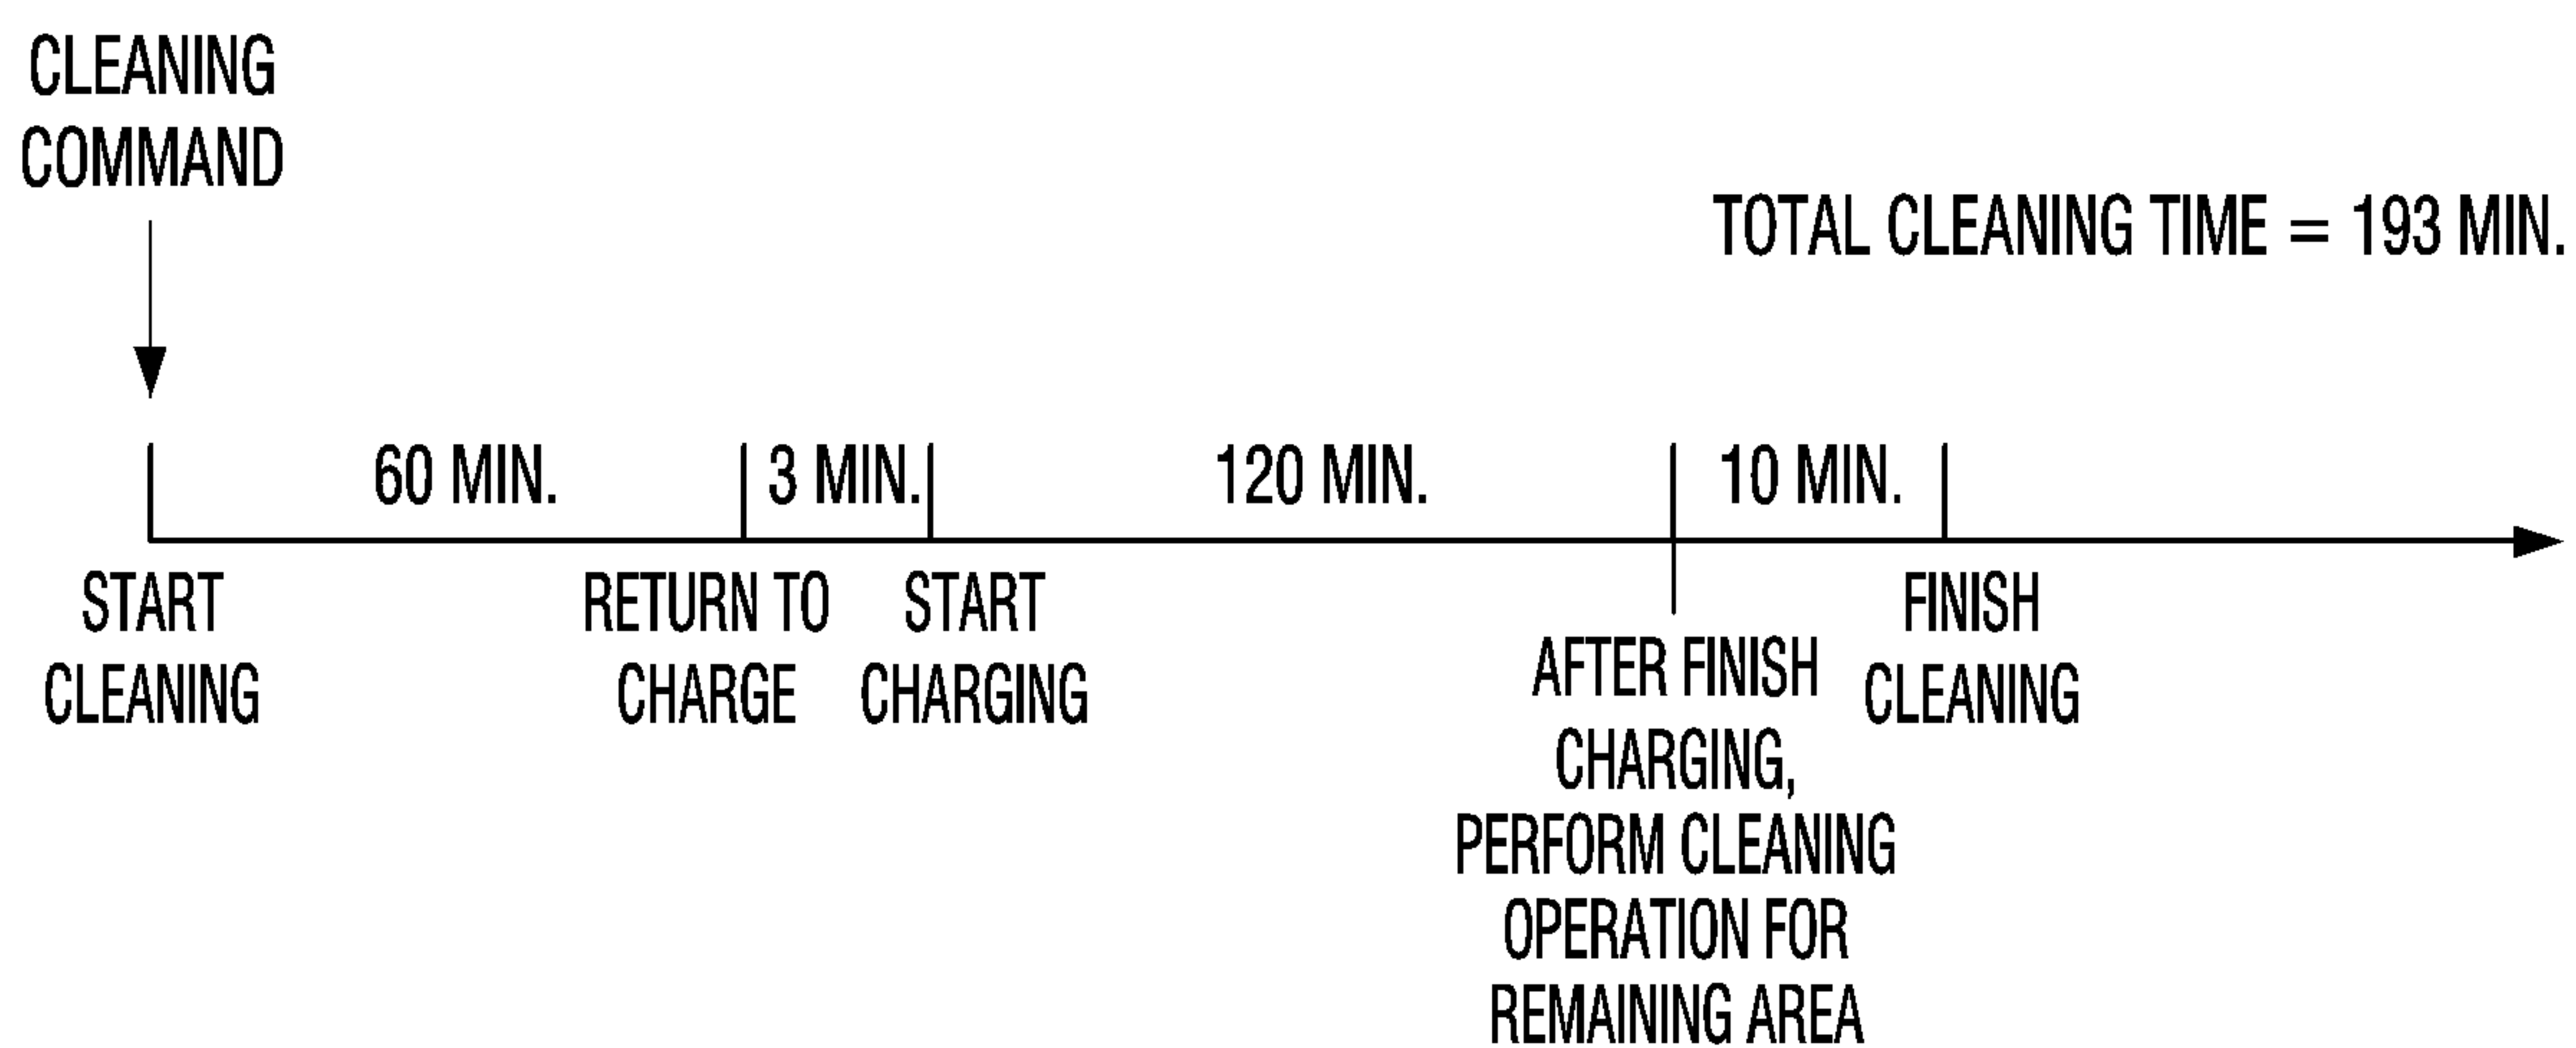 CLEANING
COMMAND
TOTAL CLEANING TIME = 193 MIN.
60 MIN.
3 MIN.
120 MIN.
10 MIN.
START
CLEANING
RETURN TO
CHARGE
START
CHARGING
AFTER FINISH
CHARGING,
PERFORM CLEANING
OPERATION FOR
REMAINING AREA
FINISH
CLEANING